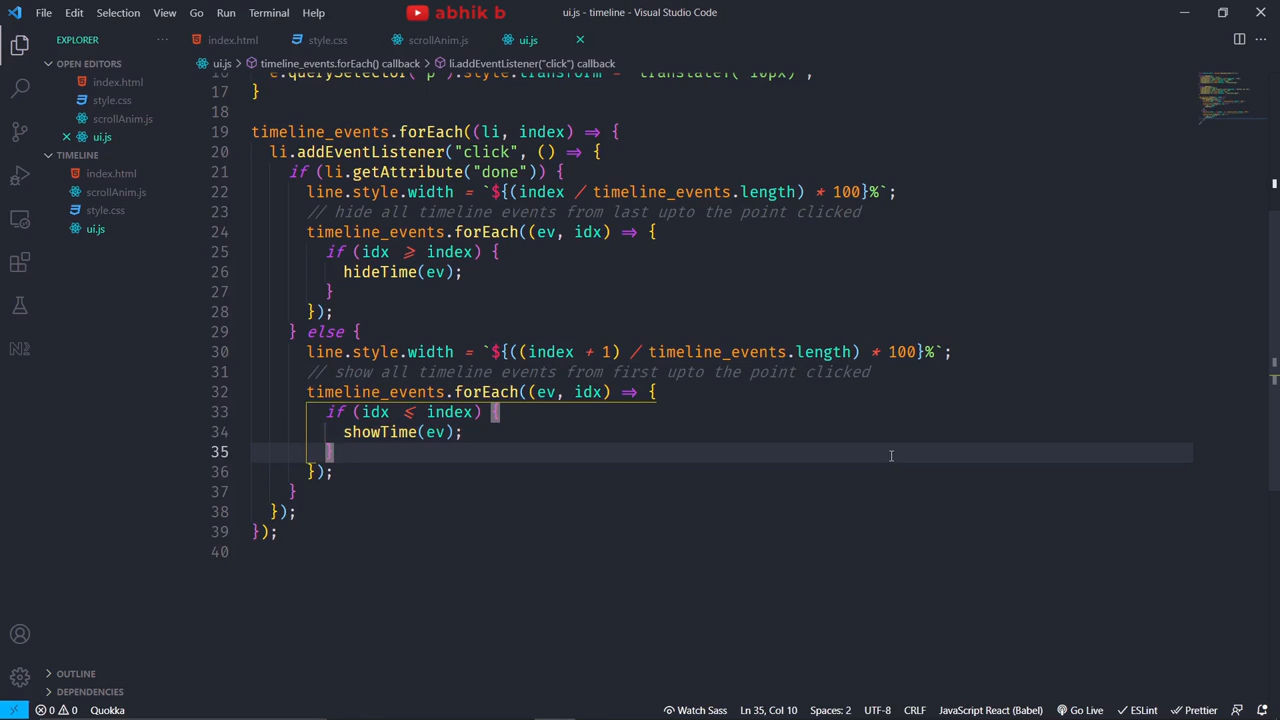 File Edit Selection View Go Run Terminal Help
abhik b
ui.js - timeline - Visual Studio Code
EXPLORER
index.html
style.css
scrollAnim.js
ui.js
OPEN EDITORS
index.html
style.css
scrollAnim.js
ui.js
TIMELINE
index.html
scrollAnim.js
style.css
ui.js
OUTLINE
DEPENDENCIES
ui.js > timeline_events.forEach() callback > li.addEventListener("click") callback
16 e.querySelector("p").style.transform = "translateY(-10px)";
17 }
18
19 timeline_events.forEach((li, index) => {
20 li.addEventListener("click", () => {
21 if (li.getAttribute("done")) {
22 line.style.width = `${(index / timeline_events.length) * 100}%`;
23 // hide all timeline events from last upto the point clicked
24 timeline_events.forEach((ev, idx) => {
25 if (idx >= index) {
26 hideTime(ev);
27 }
28 });
29 } else {
30 line.style.width = `${((index + 1) / timeline_events.length) * 100}%`;
31 // show all timeline events from first upto the point clicked
32 timeline_events.forEach((ev, idx) => {
33 if (idx <= index) {
34 showTime(ev);
35 }
36 });
37 }
38 });
39 });
40
0 0 Quokka Watch Sass Ln 35, Col 10 Spaces: 2 UTF-8 CRLF JavaScript React (Babel) Go Live ESLint Prettier